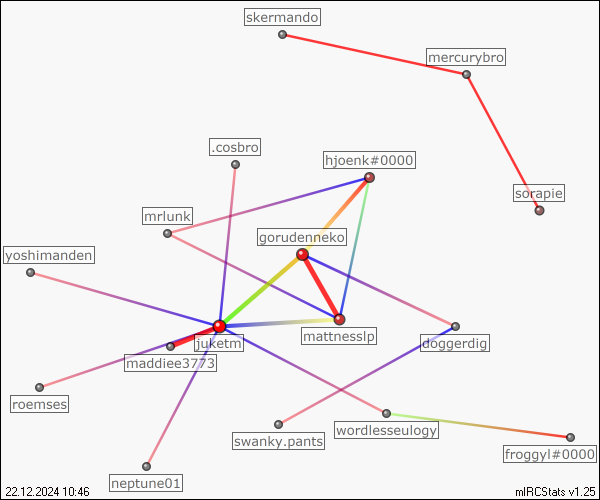 skermando
mercurybro
.cosbro
hjoenk#0000
sorapie
mrlunk
gorudenneko
yoshimanden
mattnesslp
juketm
doggerdig
maddiee3773
roemses
wordlesseulogy
swanky.pants
froggyl#0000
neptune01
22.12.2024 10:46
mIRCStats v1.25